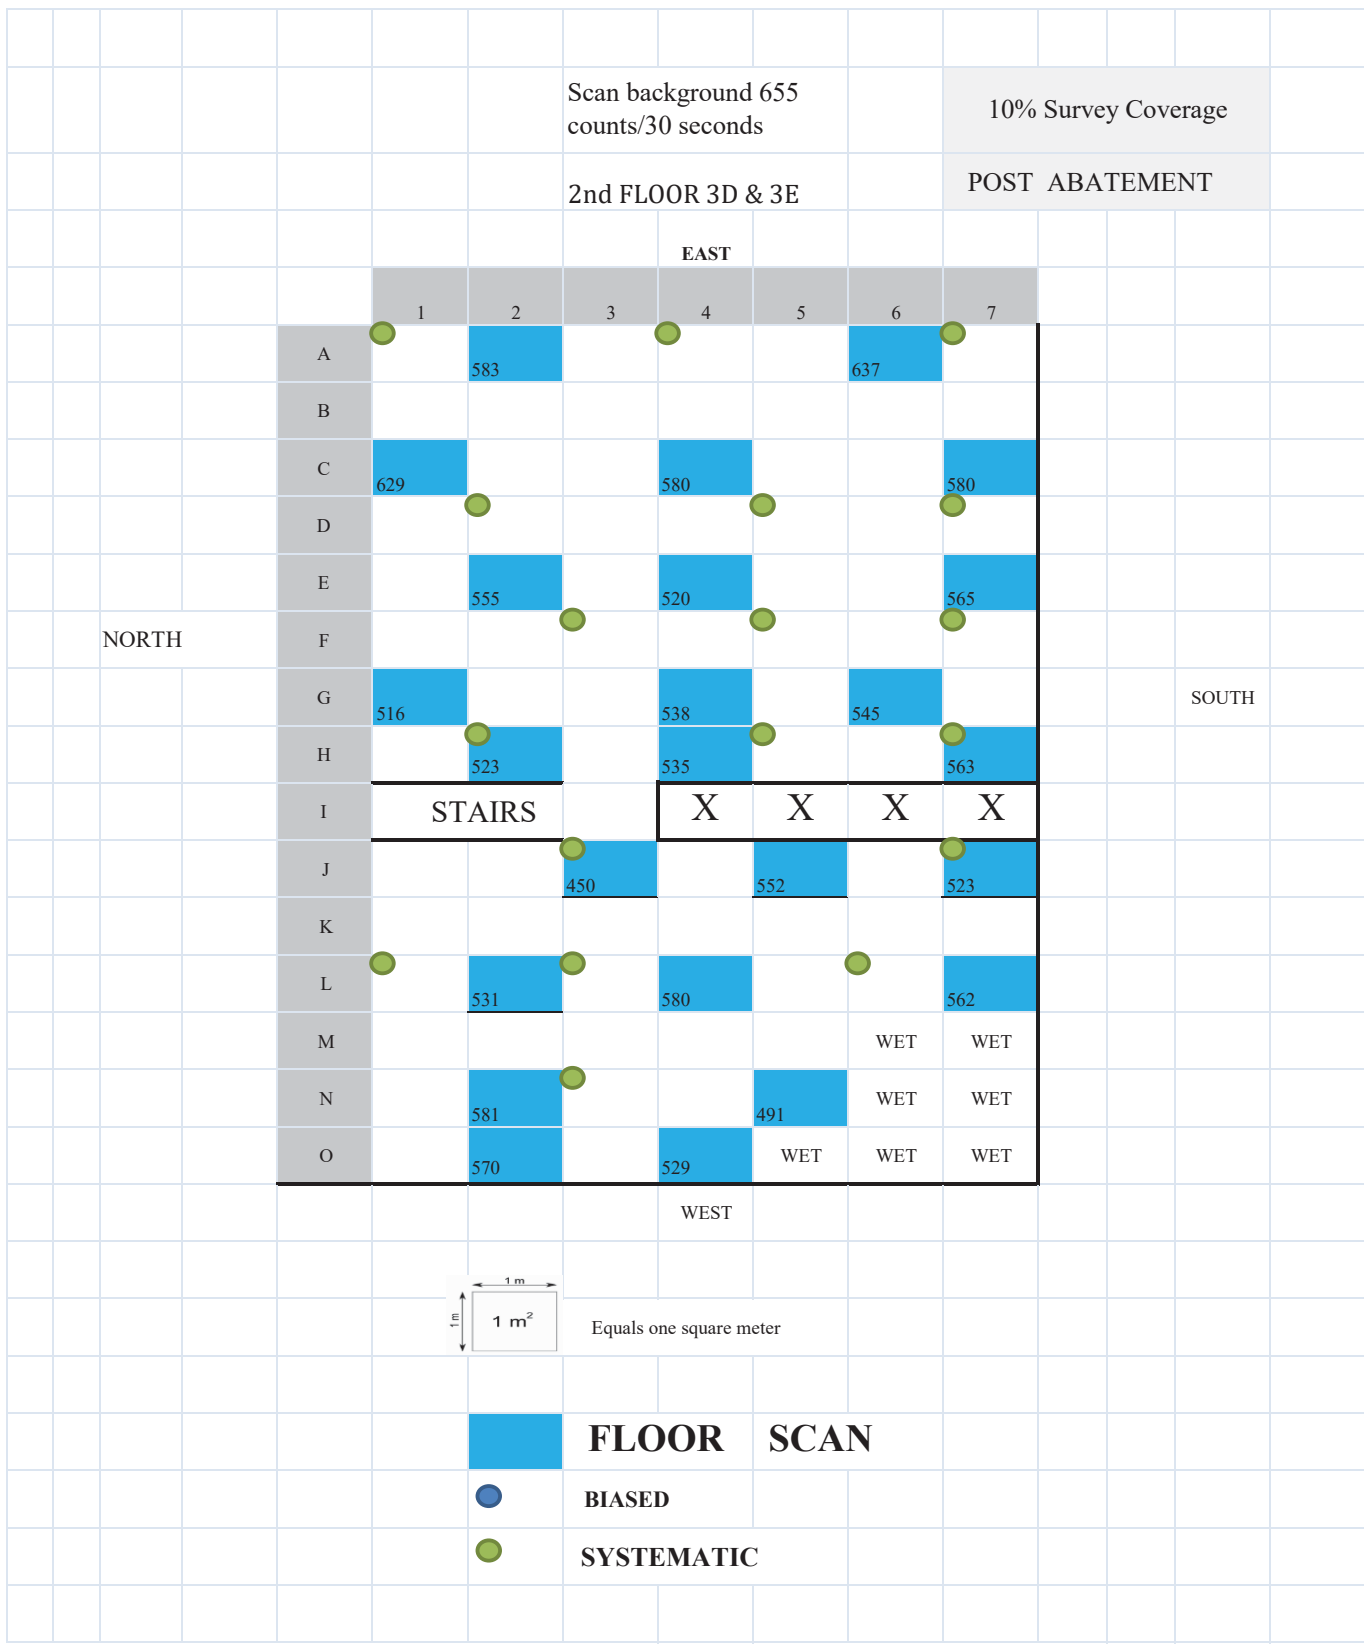 Scan background 655
counts/30 seconds
10% Survey Coverage
2nd FLOOR 3D & 3E
POST ABATEMENT
EAST
1 2 3 4 5 6 7
A 583 637
B
C 629 580 580
D
E 555 520 565
NORTH F
G 516 538 545 SOUTH
H 523 535 563
I STAIRS X X X X
J 450 552 523
K
L 531 580 562
M WET WET
N 581 491 WET WET
O 570 529 WET WET WET
WEST
1 m
1 m
1 m²
Equals one square meter
FLOOR SCAN
BIASED
SYSTEMATIC